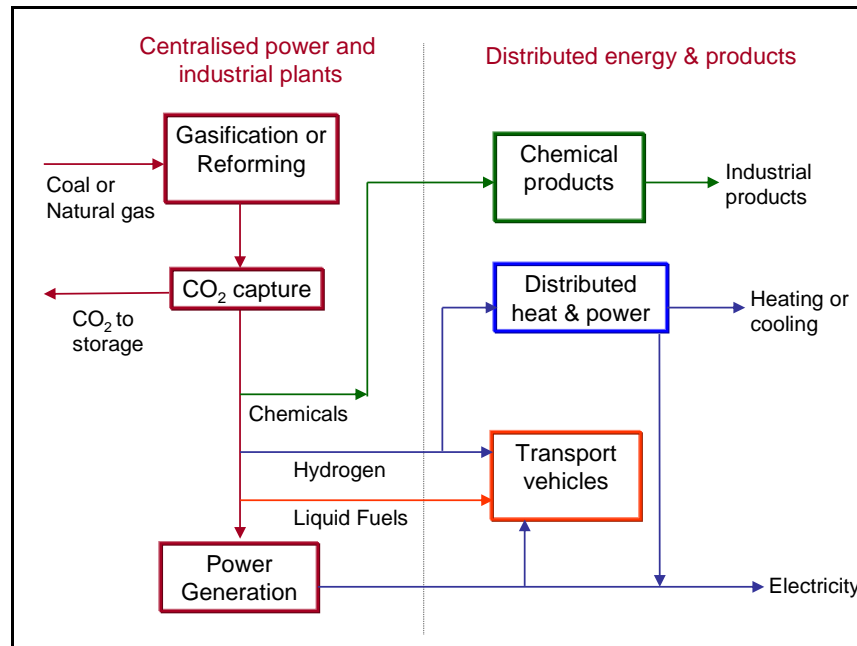 Centralised power and
industrial plants
Distributed energy & products
Gasification or
Reforming
Coal or
Natural gas
Chemical
products
Industrial
products
CO₂ capture
CO₂ to
storage
Distributed
heat & power
Heating or
cooling
Chemicals
Hydrogen
Liquid Fuels
Transport
vehicles
Power
Generation
Electricity